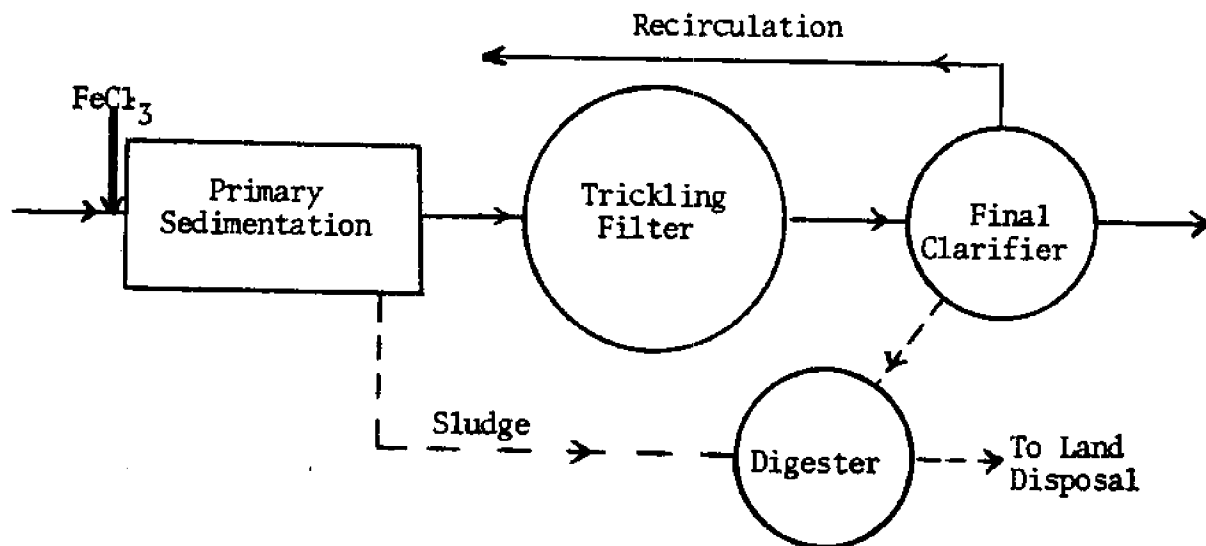 Recirculation
FeCl3
Primary
Sedimentation
Trickling
Filter
Final
Clarifier
Sludge
Digester
To Land
Disposal